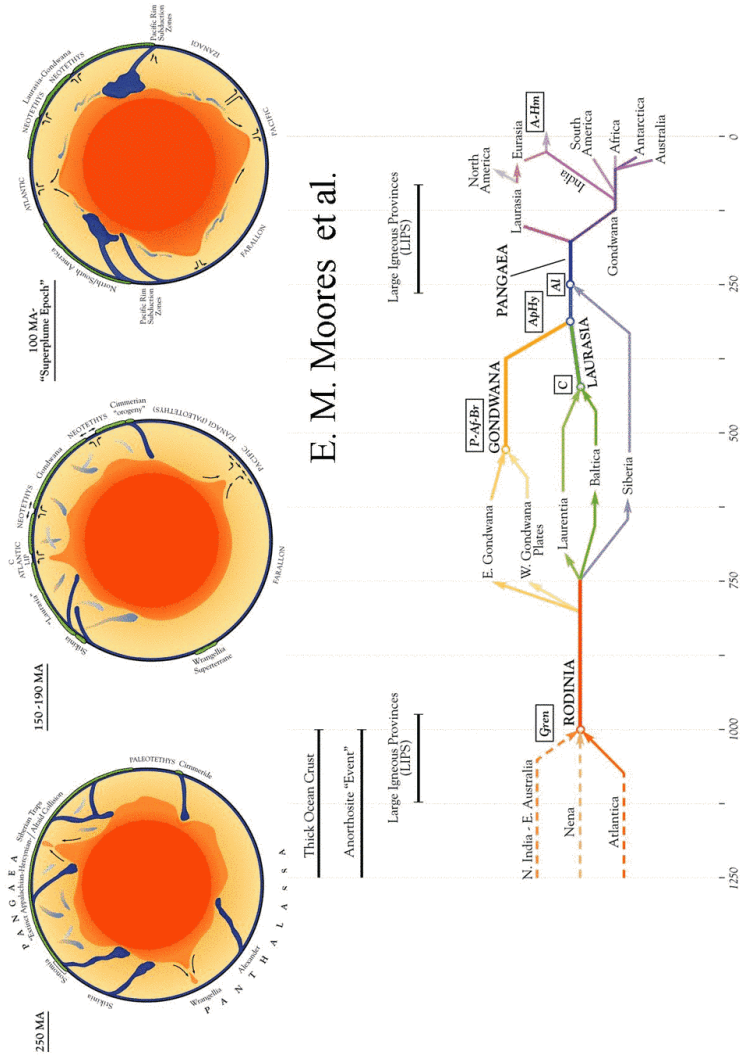 250 MA
PANGAEA
Siberian Traps
"Extinct Appalachian-Hercynian-/Altaid Collision
Sonomia
PALEOTETHYS
Cimmeride
Stikinia
Wrangellia
Alexander
PANTHALASSA
150 -190 MA
C
ATLANTIC
LIP
NEOTETHYS
Gondwana
NEOTETHYS
Cimmerian
"orogeny"
"Laurasia"
Stikinia
IZANAGI (PALEOTETHYS)
PACIFIC
Wrangellia
Superterrane
FARALLON
100 MA-
"Superplume Epoch"
ATLANTIC
NEOTETHYS
Laurasia-Gondwana
NEOTETHYS
Pacific Rim
Subduction
Zones
North/South America
IZANAGI
Pacific Rim
Subduction
Zones
FARALLON
PACIFIC
E. M. Moores et al.
Thick Ocean Crust
Anorthosite "Event"
Large Igneous Provinces
(LIPS)
Large Igneous Provinces
(LIPS)
N. India - E. Australia
Nena
Atlantica
Gren
RODINIA
E. Gondwana
W. Gondwana
Plates
Laurentia
Baltica
Siberia
P-Af-Br
GONDWANA
C
LAURASIA
ApHy
Al
PANGAEA
Laurasia
Gondwana
North
America
Eurasia
A-Hm
India
South
America
Africa
Antarctica
Australia
1250
1000
750
500
250
0